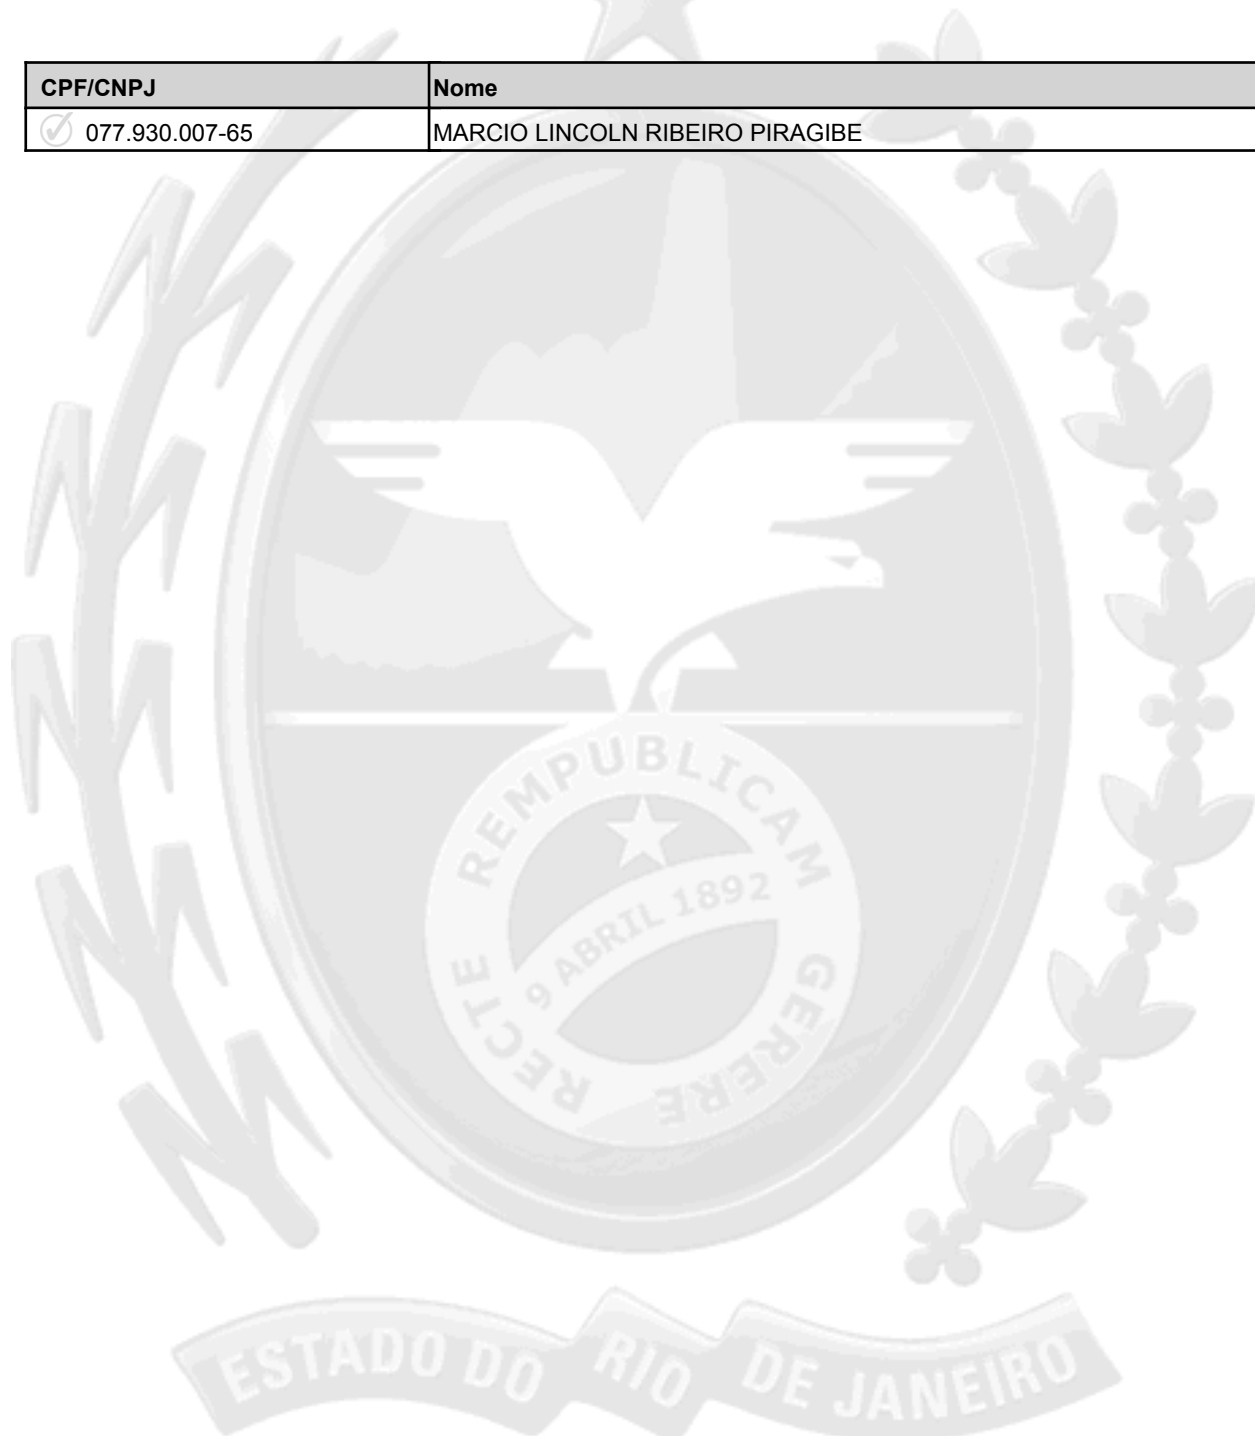 CPF/CNPJ Nome
077.930.007-65 MARCIO LINCOLN RIBEIRO PIRAGIBE
REMPUBLICAM
9 ABRIL 1892
RECTE GERERE
ESTADO DO RIO DE JANEIRO